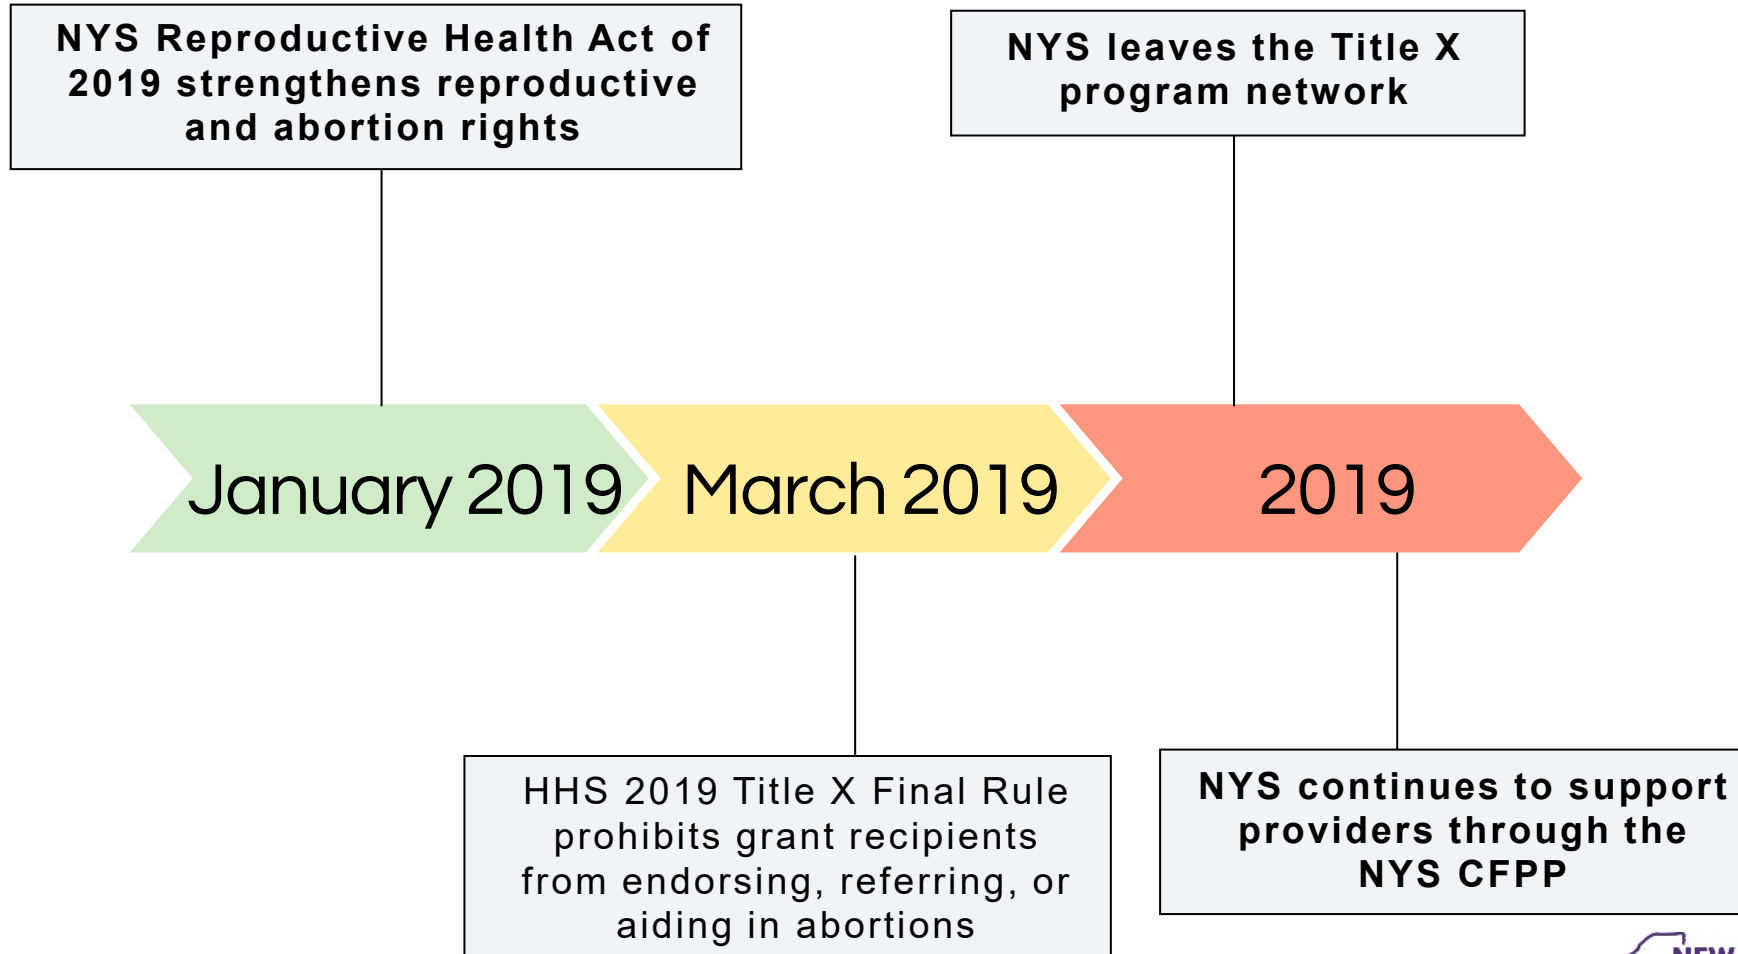 NYS Reproductive Health Act of
2019 strengthens reproductive
and abortion rights
NYS leaves the Title X
program network
January 2019
March 2019
2019
HHS 2019 Title X Final Rule
prohibits grant recipients
from endorsing, referring, or
aiding in abortions
NYS continues to support
providers through the
NYS CFPP
NEW